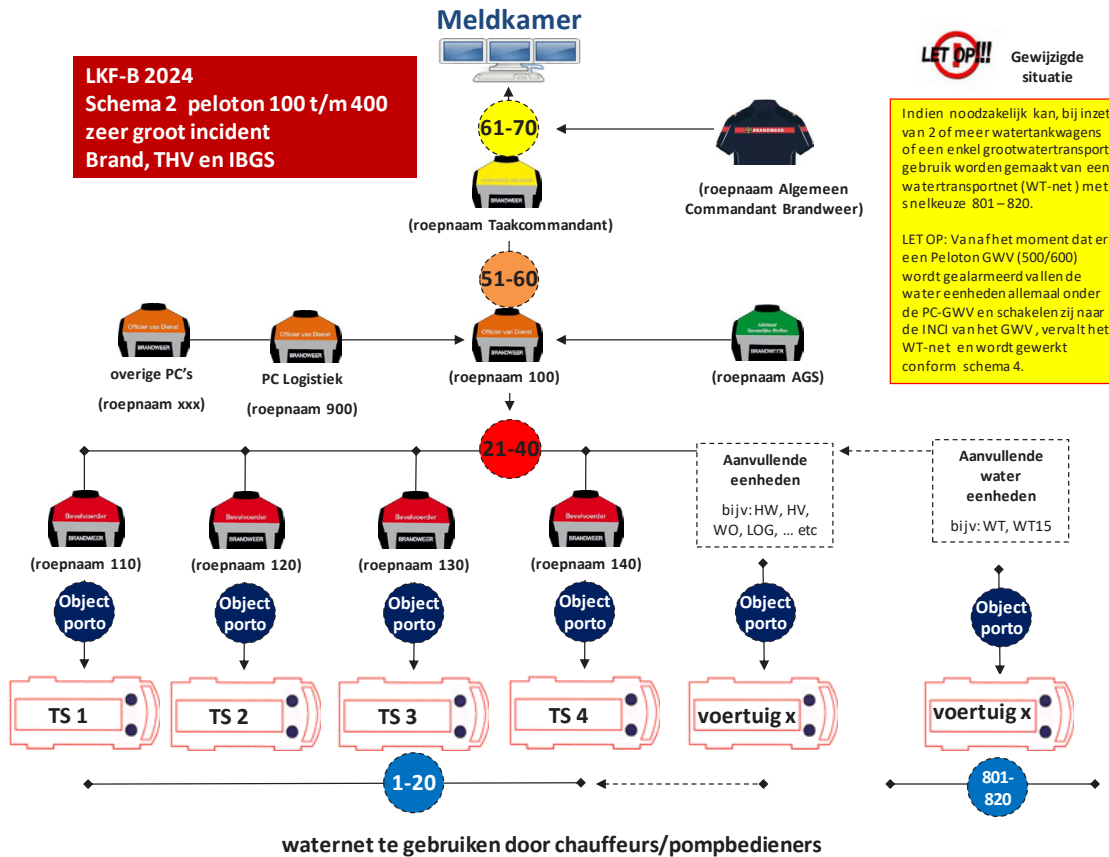 Meldkamer
LKF-B 2024
Schema 2 peloton 100 t/m 400
zeer groot incident
Brand, THV en IBGS
LET OP!!!
Gewijzigde
situatie
Indien noodzakelijk kan, bij inzet
van 2 of meer watertankwagens
of een enkel grootwatertransport
gebruik worden gemaakt van een
watertransportnet (WT-net) met
snelkeuze 801–820.
LET OP: Vanaf het moment dat er
een Peloton GWV (500/600)
wordt gealarmeerd vallen de
water eenheden allemaal onder
de PC-GWV en schakelen zij naar
de INCI van het GWV, vervalt het
WT-net en wordt gewerkt
conform schema 4.
61-70
BRANDWEER
BRANDWEER
(roepnaam Algemeen
Commandant Brandweer)
(roepnaam Taakcommandant)
51-60
Officier van Dienst
BRANDWEER
overige PC's
(roepnaam xxx)
Officier van Dienst
BRANDWEER
PC Logistiek
(roepnaam 900)
Officier van Dienst
BRANDWEER
(roepnaam 100)
Adviseur
Gevaarlijke Stoffen
BRANDWEER
(roepnaam AGS)
21-40
Bevelvoerder
BRANDWEER
(roepnaam 110)
Bevelvoerder
BRANDWEER
(roepnaam 120)
Bevelvoerder
BRANDWEER
(roepnaam 130)
Bevelvoerder
BRANDWEER
(roepnaam 140)
Aanvullende
eenheden
bijv: HW, HV,
WO, LOG, ... etc
Aanvullende
water
eenheden
bijv: WT, WT15
Object
porto
Object
porto
Object
porto
Object
porto
Object
porto
Object
porto
TS 1
TS 2
TS 3
TS 4
voertuig x
voertuig x
1-20
801-
820
waternet te gebruiken door chauffeurs/pompbedieners